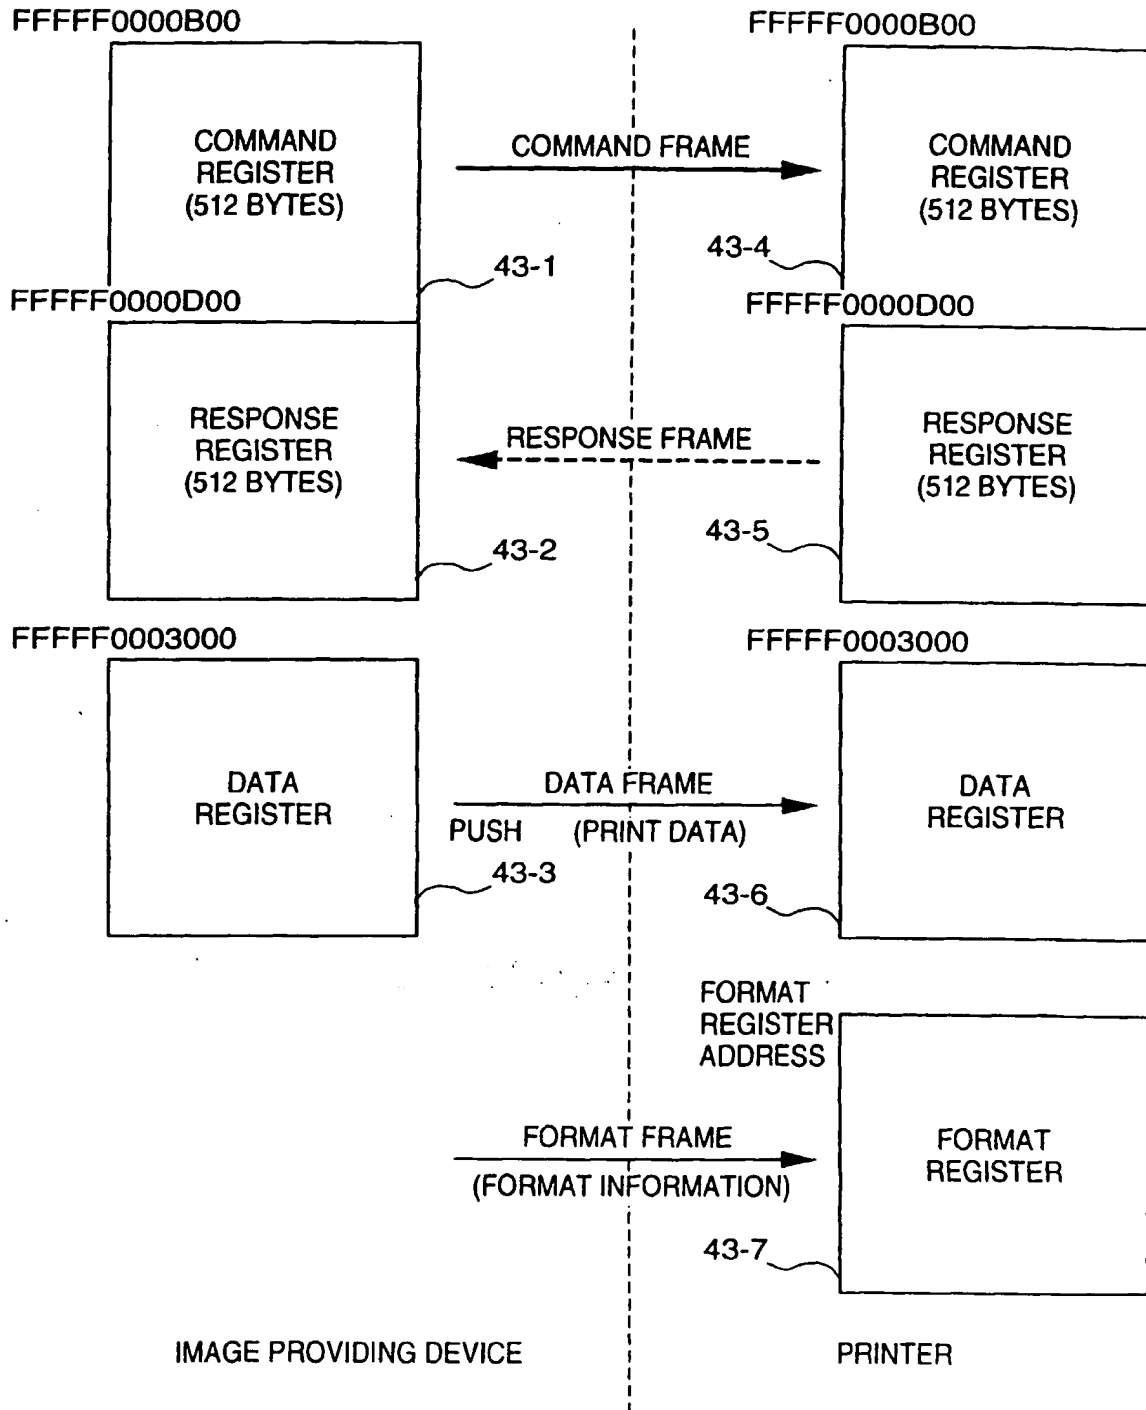 FFFFF0000B00
FFFFF0000B00
COMMAND
REGISTER
(512 BYTES)
COMMAND FRAME
COMMAND
REGISTER
(512 BYTES)
43-1
43-4
FFFFF0000D00
FFFFF0000D00
RESPONSE
REGISTER
(512 BYTES)
RESPONSE FRAME
RESPONSE
REGISTER
(512 BYTES)
43-2
43-5
FFFFF0003000
FFFFF0003000
DATA
REGISTER
DATA FRAME
PUSH (PRINT DATA)
DATA
REGISTER
43-3
43-6
FORMAT
REGISTER
ADDRESS
FORMAT FRAME
(FORMAT INFORMATION)
FORMAT
REGISTER
43-7
IMAGE PROVIDING DEVICE
PRINTER